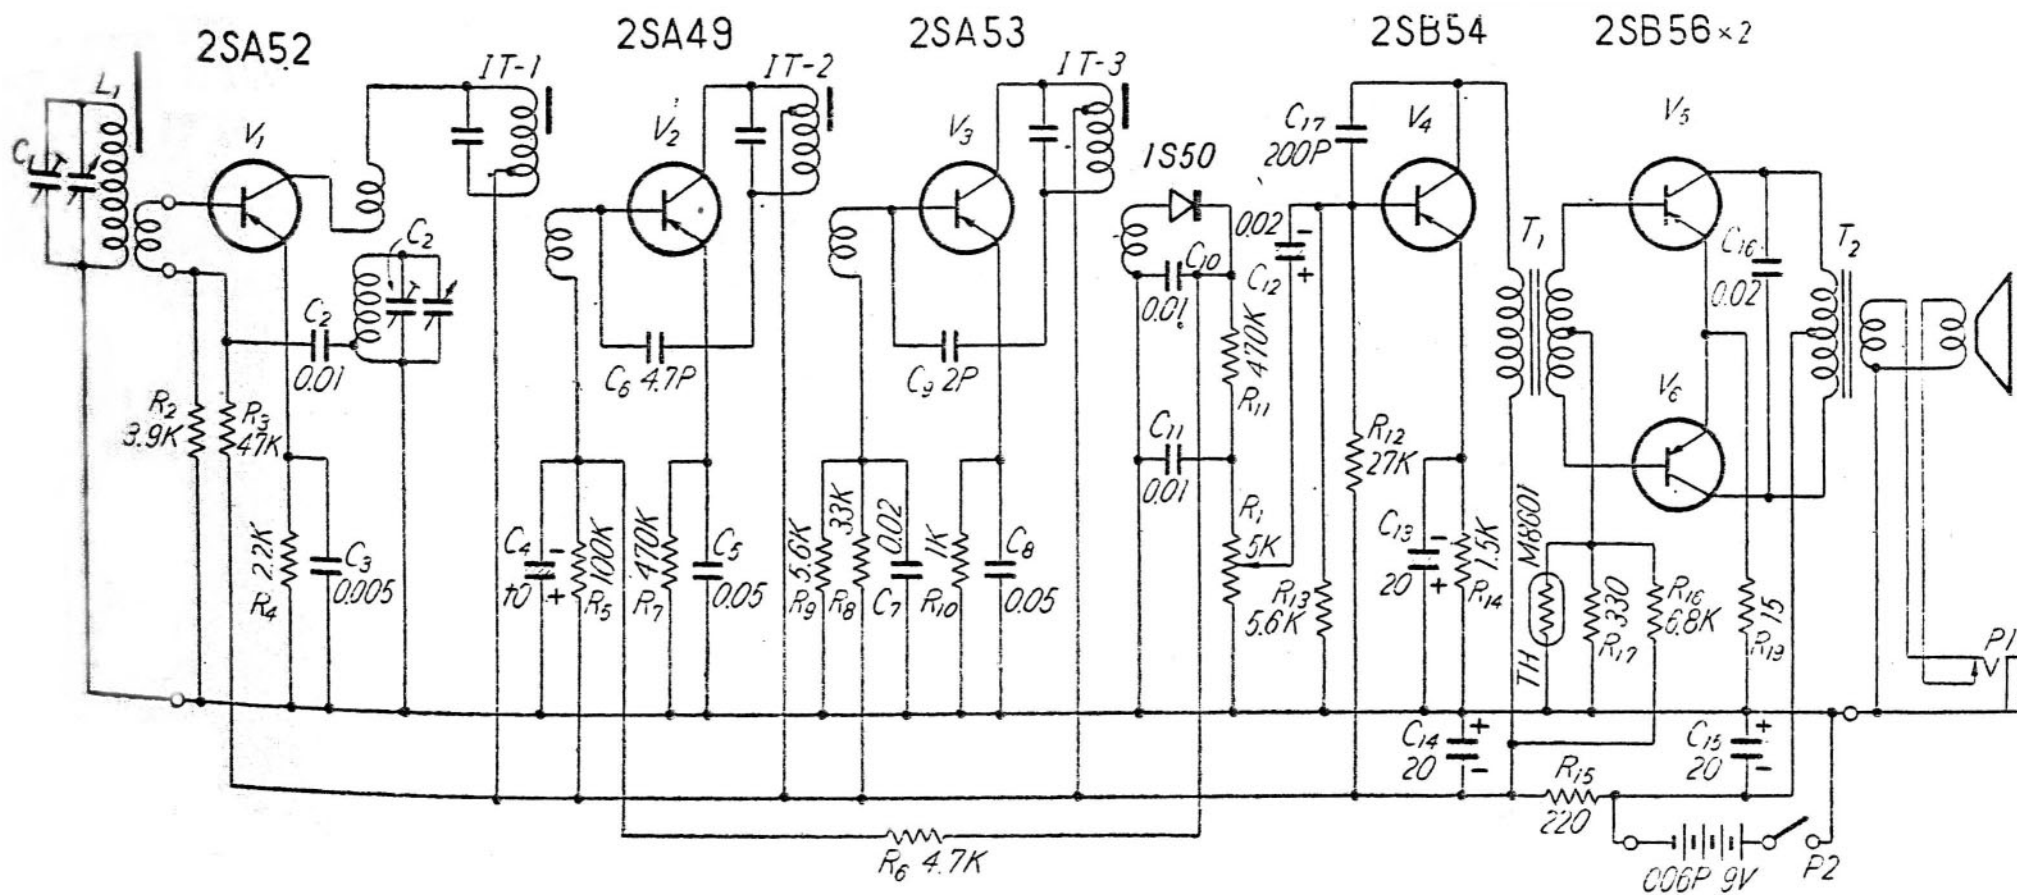 2SA52
2SA49
2SA53
2SB54
2SB56×2
L1
IT-1
IT-2
IT-3
C1
V1
V2
V3
C17
200P
V4
V5
1S50
0.02
C12
C2
C2
0.01
C6 4.7P
C9 2P
C10
0.01
470K
R11
T1
C16
0.02
T2
V6
R2
3.9K
R3
47K
C11
0.01
R12
27K
2.2K
R4
C3
0.005
C4
10
100K
R5
470K
R7
C5
0.05
5.6K
R9
33K
R8
0.02
C7
1K
R10
C8
0.05
R1
5K
R13
5.6K
C13
20
1.5K
R14
M8601
TH
330
R17
R16
6.8K
15
R19
P1
C14
20
C15
20
R15
220
R6 4.7K
006P 9V
P2